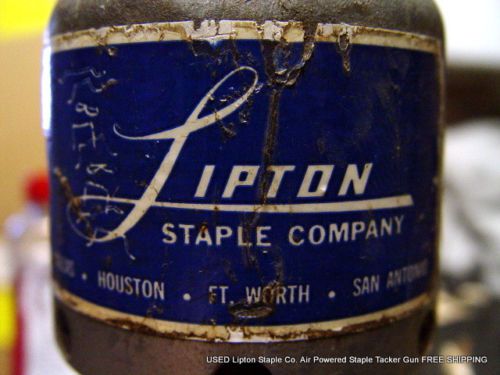 LIPTON
STAPLE COMPANY
• HOUSTON • FT. WORTH • SAN ANTONIO
USED Lipton Staple Co. Air Powered Staple Tacker Gun FREE SHIPPING